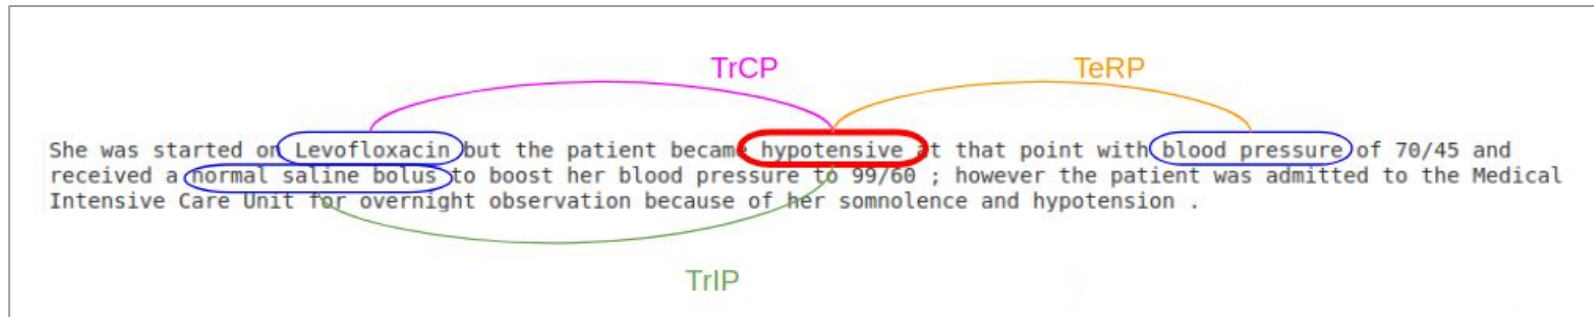 TrCP TeRP
She was started on Levofloxacin but the patient became hypotensive at that point with blood pressure of 70/45 and
received a normal saline bolus to boost her blood pressure to 99/60 ; however the patient was admitted to the Medical
Intensive Care Unit for overnight observation because of her somnolence and hypotension .
TrIP